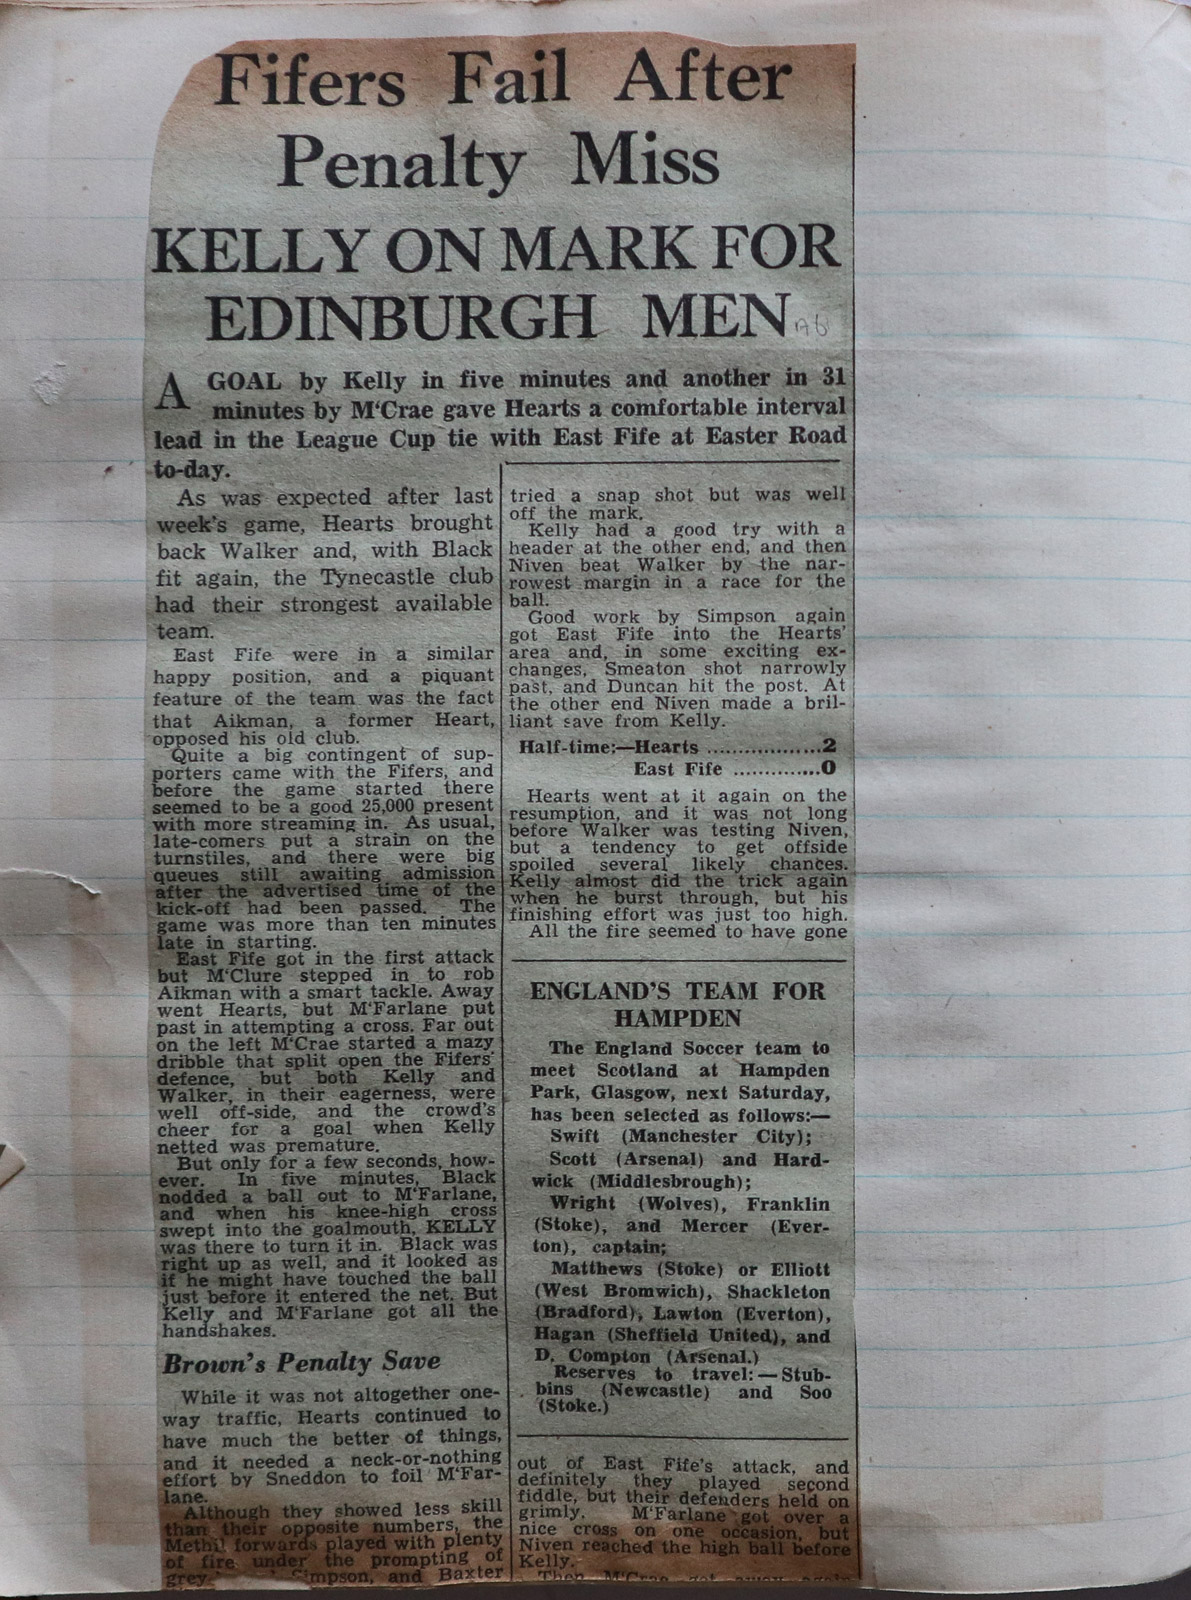 Fifers Fail After
Penalty Miss
KELLY ON MARK FOR
EDINBURGH MEN
A GOAL by Kelly in five minutes and another in 31
minutes by M'Crae gave Hearts a comfortable interval
lead in the League Cup tie with East Fife at Easter Road
to-day.
As was expected after last
week's game, Hearts brought
back Walker and, with Black
fit again, the Tynecastle club
had their strongest available
team.
East Fife were in a similar
happy position, and a piquant
feature of the team was the fact
that Aikman, a former Heart,
opposed his old club.
Quite a big contingent of sup-
porters came with the Fifers, and
before the game started there
seemed to be a good 25,000 present
with more streaming in. As usual,
late-comers put a strain on the
turnstiles, and there were big
queues still awaiting admission
after the advertised time of the
kick-off had been passed. The
game was more than ten minutes
late in starting.
East Fife got in the first attack
but M'Clure stepped in to rob
Aikman with a smart tackle. Away
went Hearts, but M'Farlane put
past in attempting a cross. Far out
on the left M'Crae started a mazy
dribble that split open the Fifers'
defence, but both Kelly and
Walker, in their eagerness, were
well off-side, and the crowd's
cheer for a goal when Kelly
netted was premature.
But only for a few seconds, how-
ever. In five minutes, Black
nodded a ball out to M'Farlane,
and when his knee-high cross
swept into the goalmouth, KELLY
was there to turn it in. Black was
right up as well, and it looked as
if he might have touched the ball
just before it entered the net. But
Kelly and M'Farlane got all the
handshakes.
Brown's Penalty Save
While it was not altogether one-
way traffic, Hearts continued to
have much the better of things,
and it needed a neck-or-nothing
effort by Sneddon to foil M'Far-
lane.
Although they showed less skill
than their opposite numbers, the
Methil forwards played with plenty
of fire under the prompting of
grey Simpson, and Baxter
tried a snap shot but was well
off the mark.
Kelly had a good try with a
header at the other end, and then
Niven beat Walker by the nar-
rowest margin in a race for the
ball.
Good work by Simpson again
got East Fife into the Hearts'
area and, in some exciting ex-
changes, Smeaton shot narrowly
past, and Duncan hit the post. At
the other end Niven made a bril-
liant save from Kelly.
Half-time:—Hearts ..................2
East Fife ..............0
Hearts went at it again on the
resumption, and it was not long
before Walker was testing Niven,
but a tendency to get offside
spoiled several likely chances.
Kelly almost did the trick again
when he burst through, but his
finishing effort was just too high.
All the fire seemed to have gone
ENGLAND'S TEAM FOR
HAMPDEN
The England Soccer team to
meet Scotland at Hampden
Park, Glasgow, next Saturday,
has been selected as follows:—
Swift (Manchester City);
Scott (Arsenal) and Hard-
wick (Middlesbrough);
Wright (Wolves), Franklin
(Stoke), and Mercer (Ever-
ton), captain;
Matthews (Stoke) or Elliott
(West Bromwich), Shackleton
(Bradford), Lawton (Everton),
Hagan (Sheffield United), and
D. Compton (Arsenal.)
Reserves to travel:—Stub-
bins (Newcastle) and Soo
(Stoke.)
out of East Fife's attack, and
definitely they played second
fiddle, but their defenders held on
grimly. M'Farlane got over a
nice cross on one occasion, but
Niven reached the high ball before
Kelly.
Then M'Crae got away again